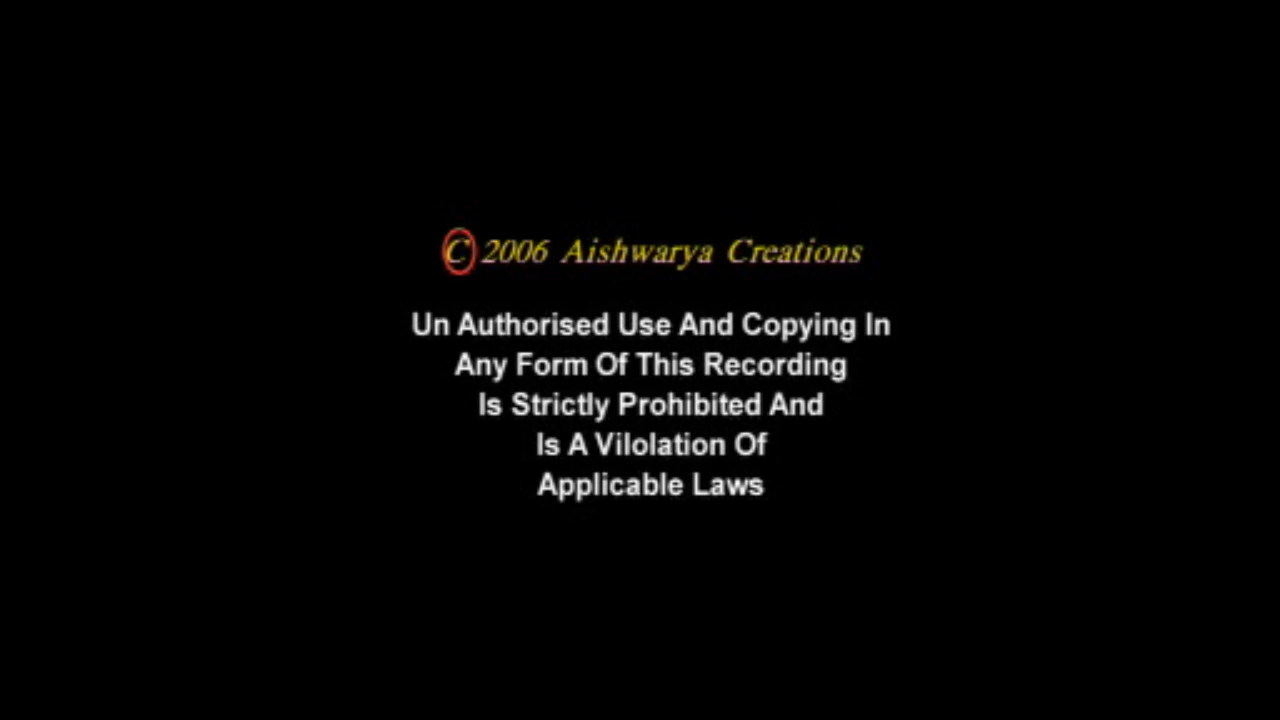 © 2006 Aishwarya Creations
Un Authorised Use And Copying In
Any Form Of This Recording
Is Strictly Prohibited And
Is A Vilolation Of
Applicable Laws